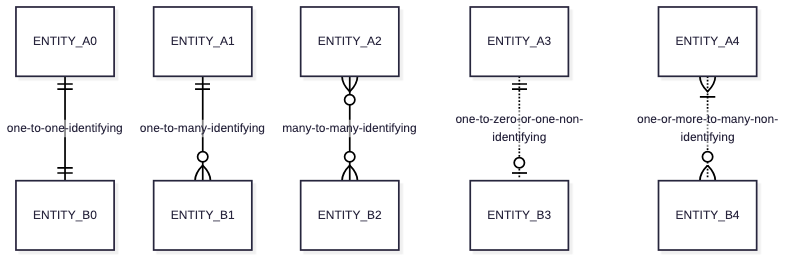 ENTITY_A0
ENTITY_A1
ENTITY_A2
ENTITY_A3
ENTITY_A4
one-to-one-identifying
one-to-many-identifying
many-to-many-identifying
one-to-zero-or-one-non-
identifying
one-or-more-to-many-non-
identifying
ENTITY_B0
ENTITY_B1
ENTITY_B2
ENTITY_B3
ENTITY_B4